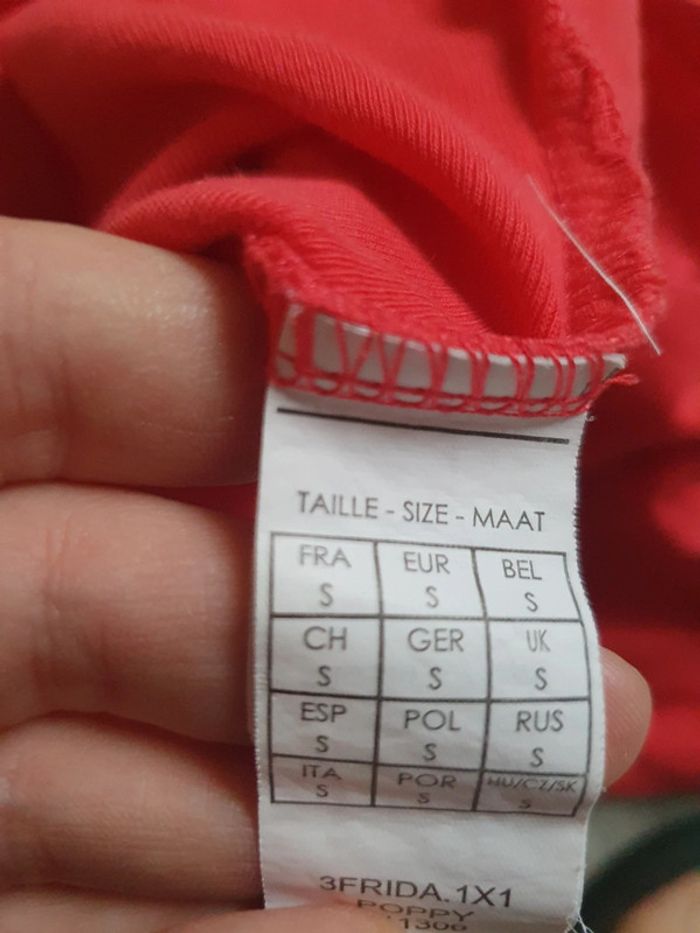 TAILLE - SIZE - MAAT
FRA EUR BEL
S S S
CH GER UK
S S S
ESP POL RUS
S S S
ITA POR HU/CZ/SK
S S S
3FRIDA.1X1
POPPY